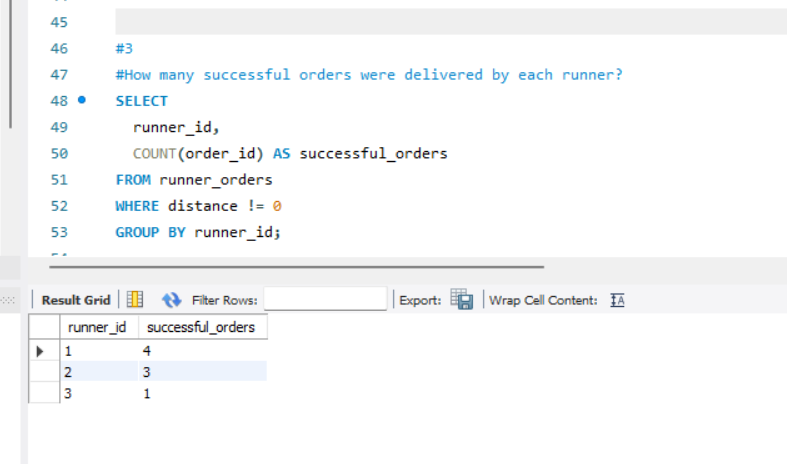 45
46 #3
47 #How many successful orders were delivered by each runner?
48 SELECT
49 runner_id,
50 COUNT(order_id) AS successful_orders
51 FROM runner_orders
52 WHERE distance != 0
53 GROUP BY runner_id;
Result Grid Filter Rows: Export: Wrap Cell Content: IA
runner_id successful_orders
1 4
2 3
3 1